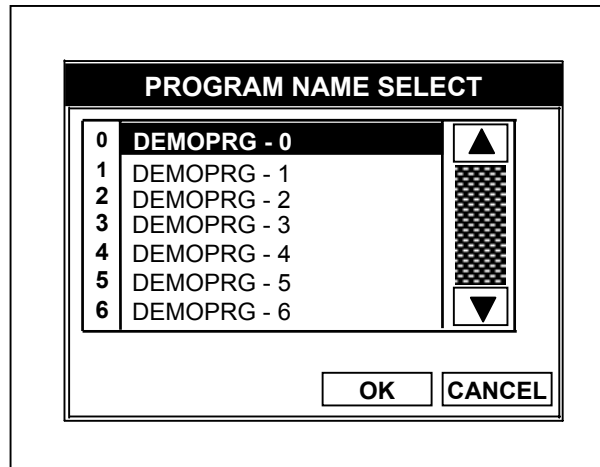 PROGRAM NAME SELECT
0 DEMOPRG - 0
1 DEMOPRG - 1
2 DEMOPRG - 2
3 DEMOPRG - 3
4 DEMOPRG - 4
5 DEMOPRG - 5
6 DEMOPRG - 6
OK CANCEL